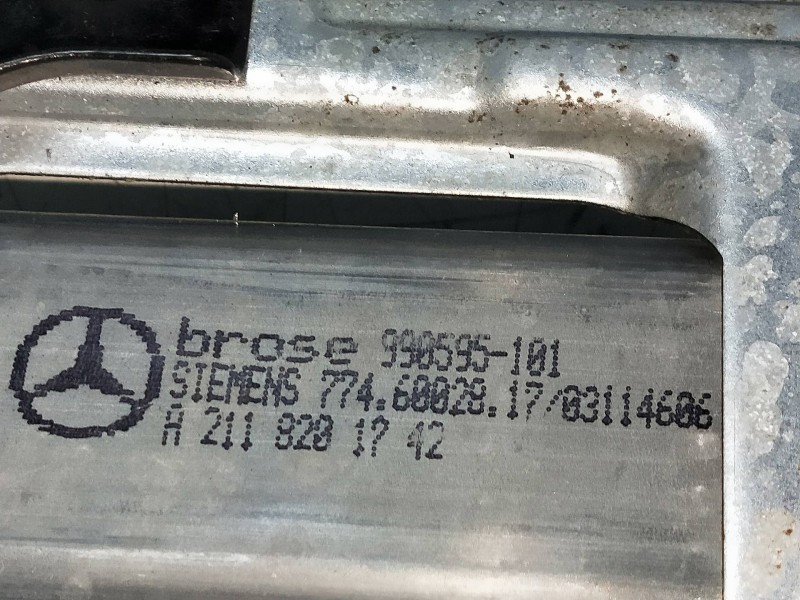 brose 990595-101
SIEMENS 774.60028.17/03114606
A 211 820 17 42